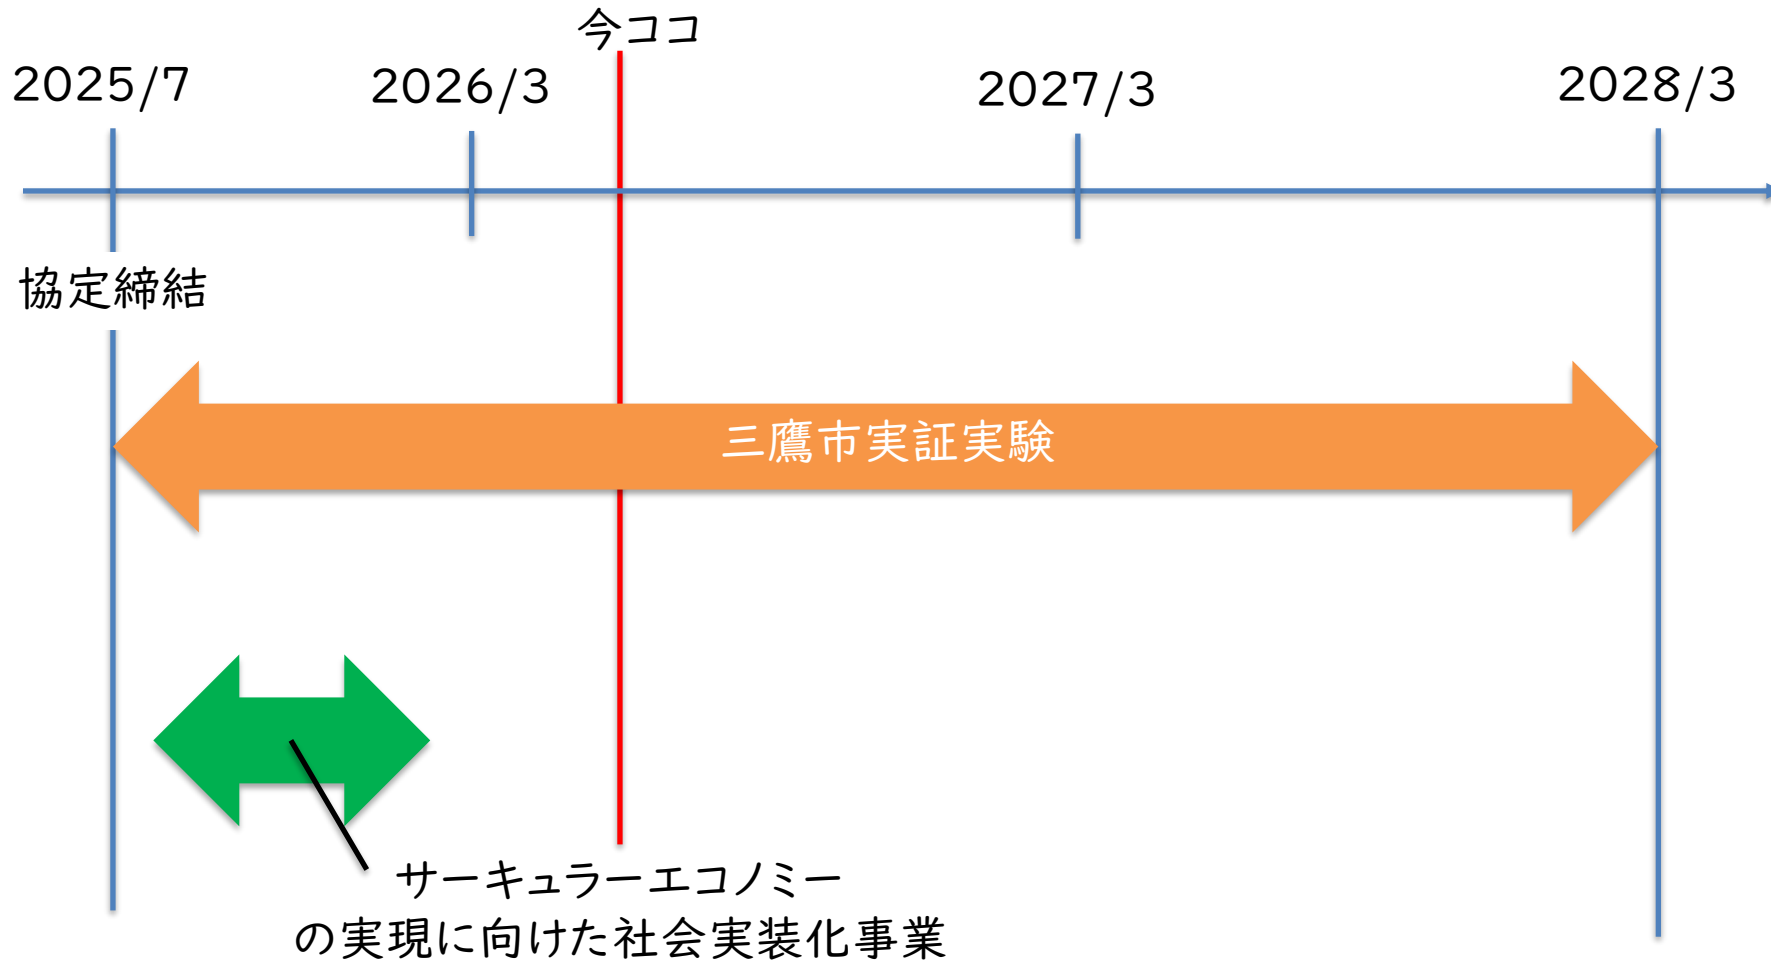 今ココ
2025/7
2026/3
2027/3
2028/3
協定締結
三鷹市実証実験
サーキュラーエコノミー
の実現に向けた社会実装化事業